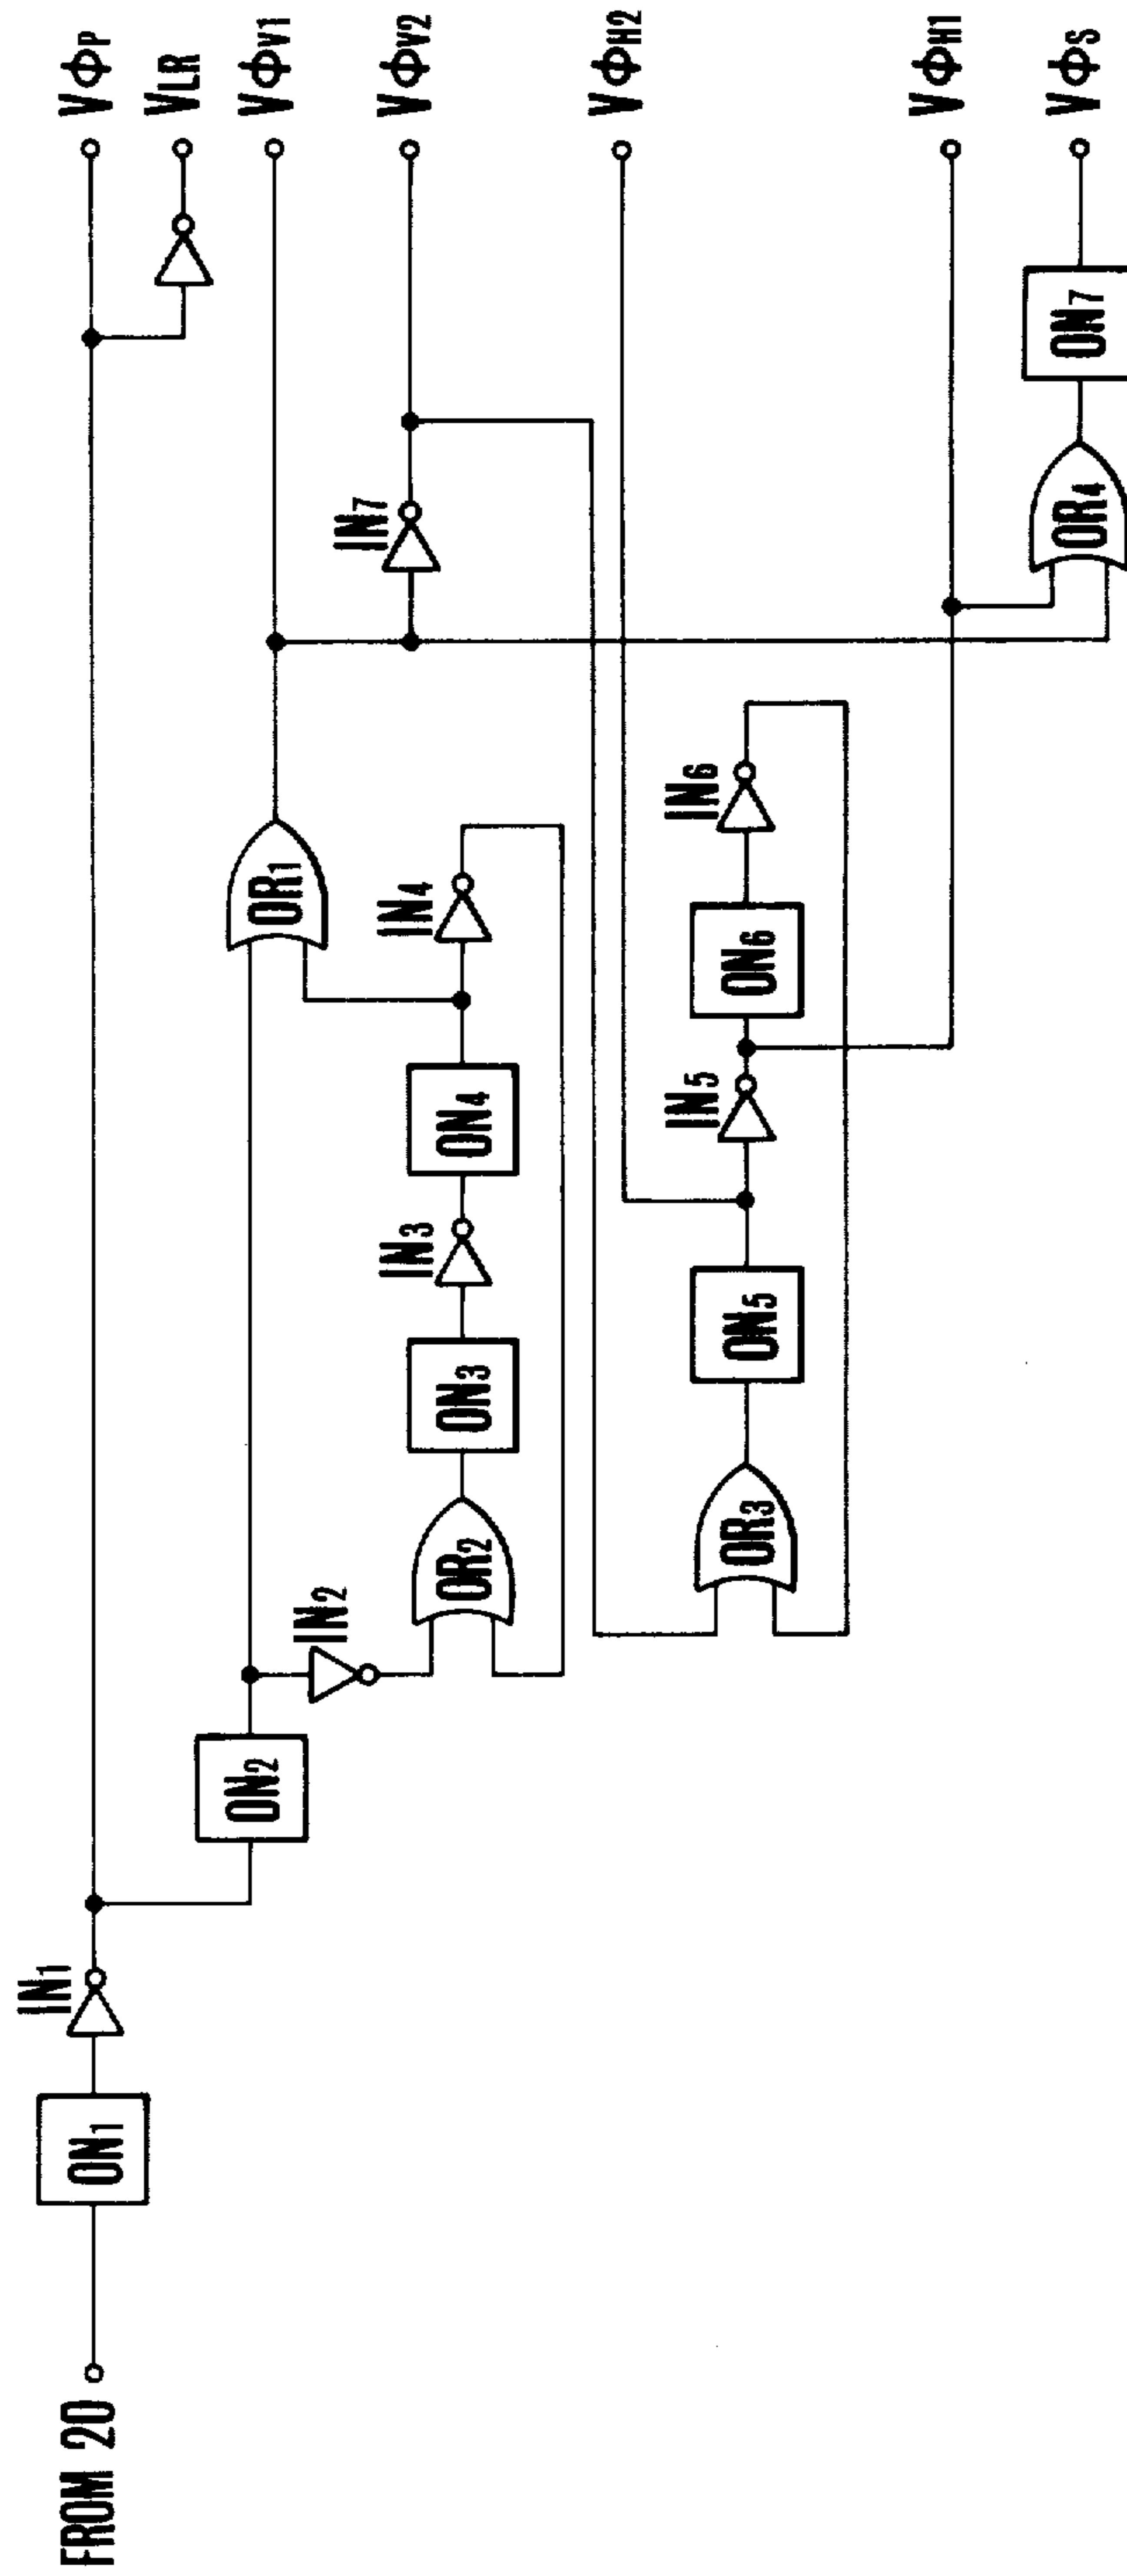 FROM 20
ON1
IN1
ON2
IN2
OR2
ON3
IN3
ON4
IN4
OR1
OR3
ON5
IN5
ON6
IN6
IN7
OR4
ON7
VΦP
VLR
VΦV1
VΦV2
VΦH2
VΦH1
VΦS